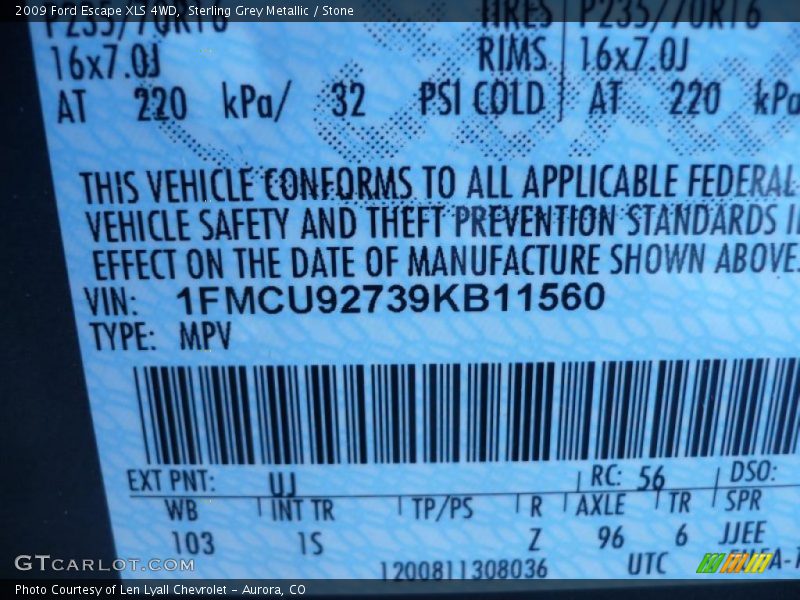 2009 Ford Escape XLS 4WD, Sterling Grey Metallic / Stone
P235/70R16 TIRES P235/70R16
16x7.0J RIMS 16x7.0J
AT 220 kPa/ 32 PSI COLD AT 220 kPa
THIS VEHICLE CONFORMS TO ALL APPLICABLE FEDERAL
VEHICLE SAFETY AND THEFT PREVENTION STANDARDS IN
EFFECT ON THE DATE OF MANUFACTURE SHOWN ABOVE.
VIN: 1FMCU92739KB11560
TYPE: MPV
EXT PNT: UJ RC: 56 DSO:
WB INT TR TP/PS R AXLE TR SPR
103 1S Z 96 6 JJEE
1200811308036 UTC
GTCARLOT.COM
Photo Courtesy of Len Lyall Chevrolet - Aurora, CO